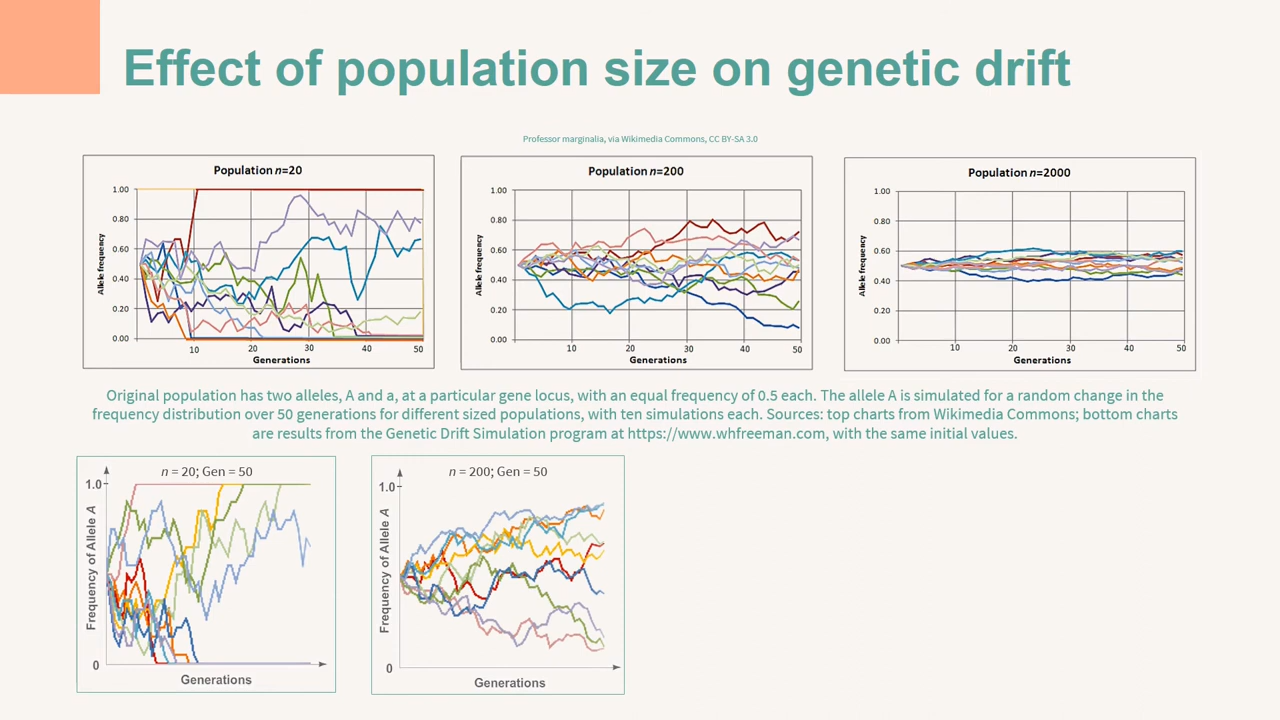 Effect of population size on genetic drift
Professor marginalia, via Wikimedia Commons, CC BY-SA 3.0
Population n=20
1.00
0.80
0.60
0.40
0.20
0.00
Allele frequency
10 20 30 40 50
Generations
Population n=200
1.00
0.80
0.60
0.40
0.20
0.00
Allele frequency
10 20 30 40 50
Generations
Population n=2000
1.00
0.80
0.60
0.40
0.20
0.00
Allele frequency
10 20 30 40 50
Generations
Original population has two alleles, A and a, at a particular gene locus, with an equal frequency of 0.5 each. The allele A is simulated for a random change in the
frequency distribution over 50 generations for different sized populations, with ten simulations each. Sources: top charts from Wikimedia Commons; bottom charts
are results from the Genetic Drift Simulation program at https://www.whfreeman.com, with the same initial values.
n = 20; Gen = 50
1.0
Frequency of Allele A
0
Generations
n = 200; Gen = 50
1.0
Frequency of Allele A
0
Generations